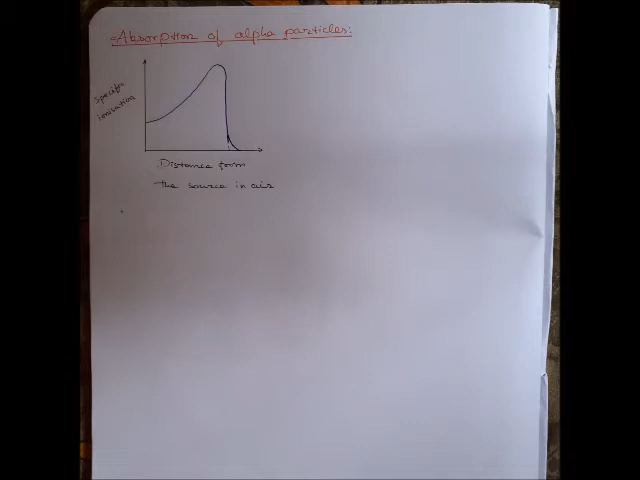 Absorption of alpha particles:
Specific
ionisation
Distance from
the source in air